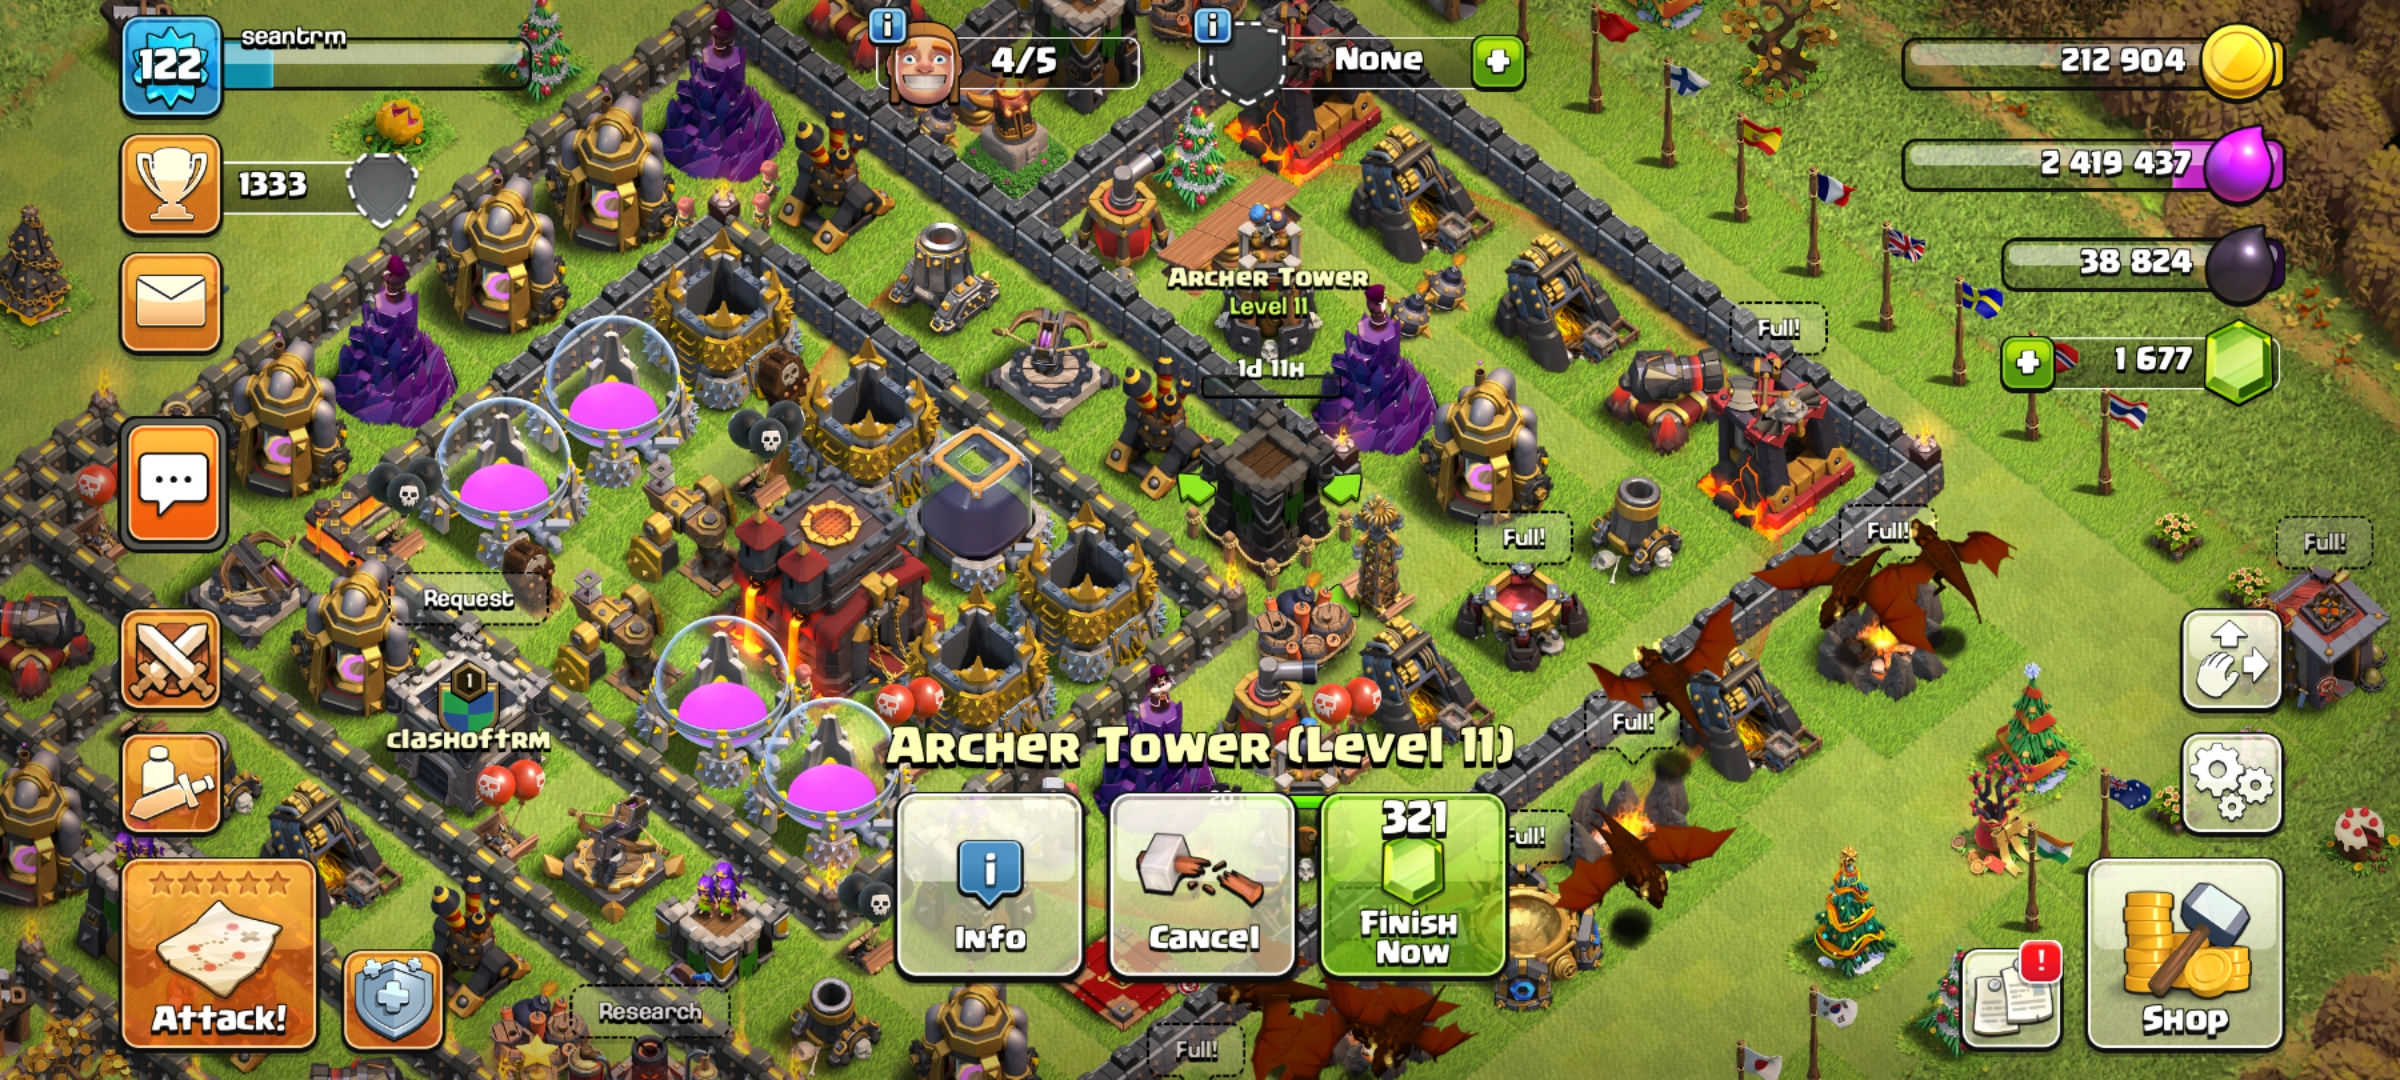 122
seantrm
4/5
None
212 904
1333
2 419 437
38 824
Archer Tower
Level 11
1d 11H
Full!
1 677
Full!
Full!
Full!
Request
1
clashoftrm
Full!
Archer Tower (Level 11)
321
Full!
Info
Cancel
Finish
Now
Attack!
Research
Full!
!
Shop